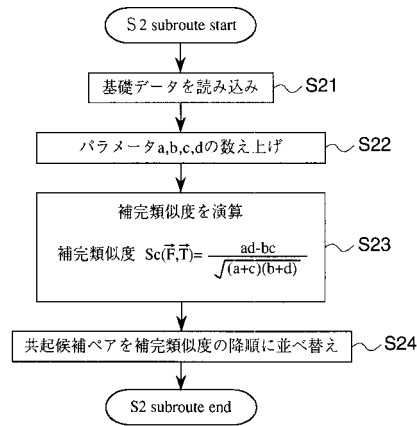 S2 subroute start
基礎データを読み込み
S21
パラメータa,b,c,dの数え上げ
S22
補完類似度を演算
補完類似度 Sc(F⃗,T⃗)= ad-bc / √(a+c)(b+d)
S23
共起候補ペアを補完類似度の降順に並べ替え
S24
S2 subroute end